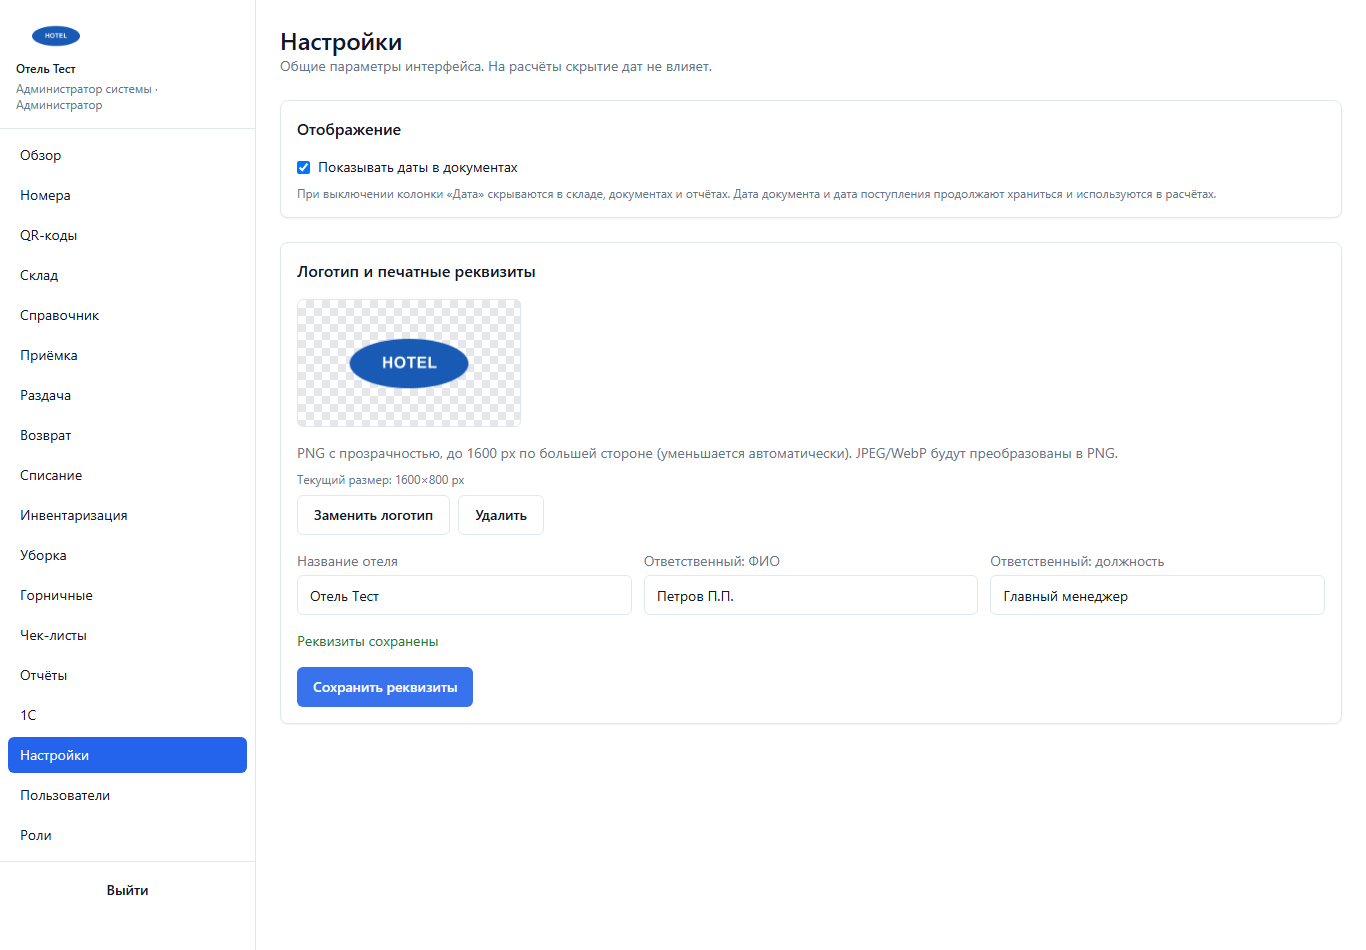 HOTEL
Отель Тест
Администратор системы ·
Администратор
Обзор
Номера
QR-коды
Склад
Справочник
Приёмка
Раздача
Возврат
Списание
Инвентаризация
Уборка
Горничные
Чек-листы
Отчёты
1С
Настройки
Пользователи
Роли
Выйти
Настройки
Общие параметры интерфейса. На расчёты скрытие дат не влияет.
Отображение
Показывать даты в документах
При выключении колонки «Дата» скрываются в складе, документах и отчётах. Дата документа и дата поступления продолжают храниться и используются в расчётах.
Логотип и печатные реквизиты
HOTEL
PNG с прозрачностью, до 1600 px по большей стороне (уменьшается автоматически). JPEG/WebP будут преобразованы в PNG.
Текущий размер: 1600×800 px
Заменить логотип Удалить
Название отеля Ответственный: ФИО Ответственный: должность
Отель Тест Петров П.П. Главный менеджер
Реквизиты сохранены
Сохранить реквизиты